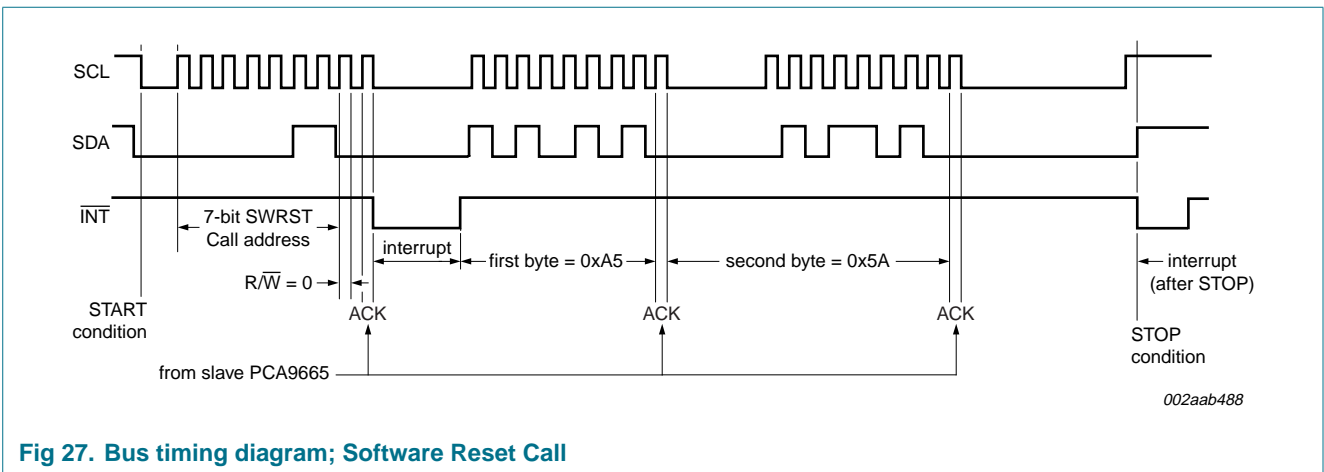 SCL
SDA
INT
7-bit SWRST
Call address
interrupt
first byte = 0xA5
second byte = 0x5A
interrupt
(after STOP)
R/W = 0
START
condition
ACK
ACK
ACK
STOP
condition
from slave PCA9665
002aab488
Fig 27. Bus timing diagram; Software Reset Call